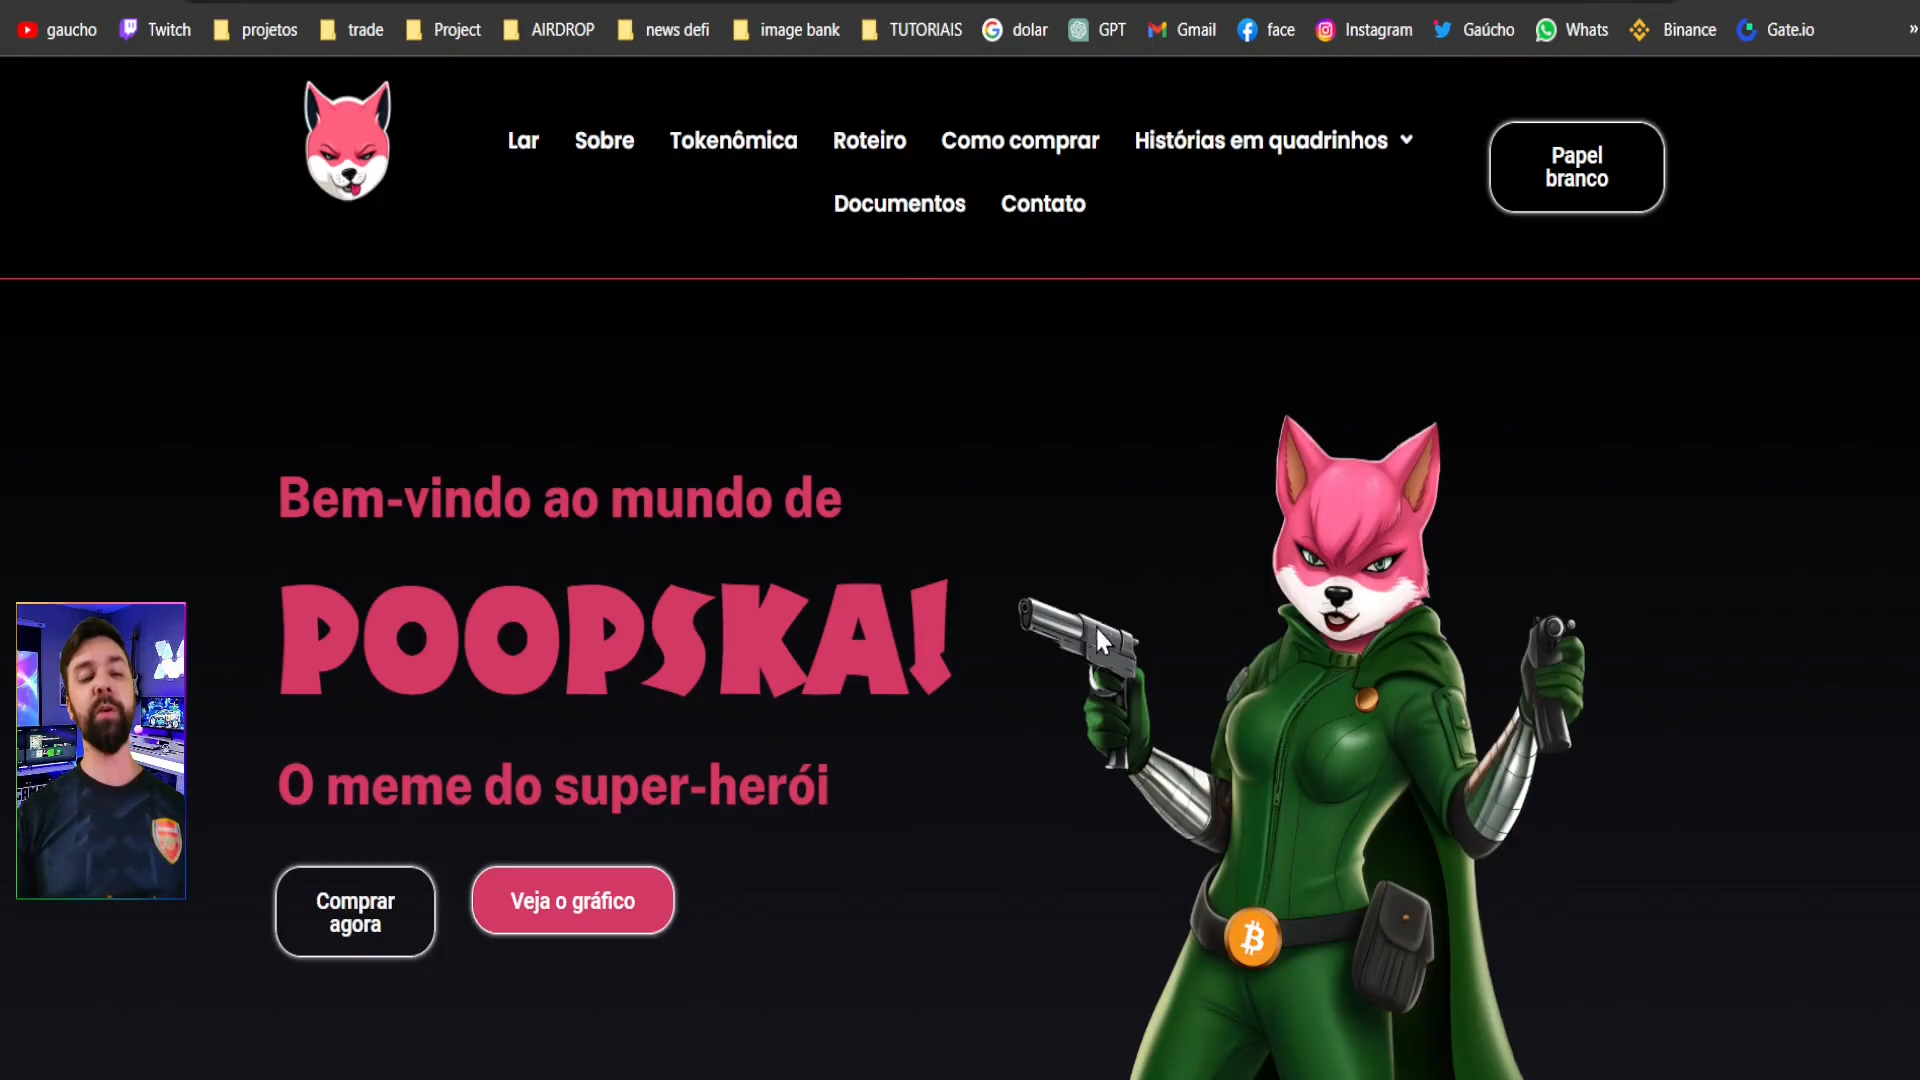 gaucho Twitch projetos trade Project AIRDROP news defi image bank TUTORIAIS dolar GPT Gmail face Instagram Gaúcho Whats Binance Gate.io »
Lar Sobre Tokenômica Roteiro Como comprar Histórias em quadrinhos
Documentos Contato
Papel
branco
Bem-vindo ao mundo de
POOPSKA!
O meme do super-herói
Comprar
agora
Veja o gráfico